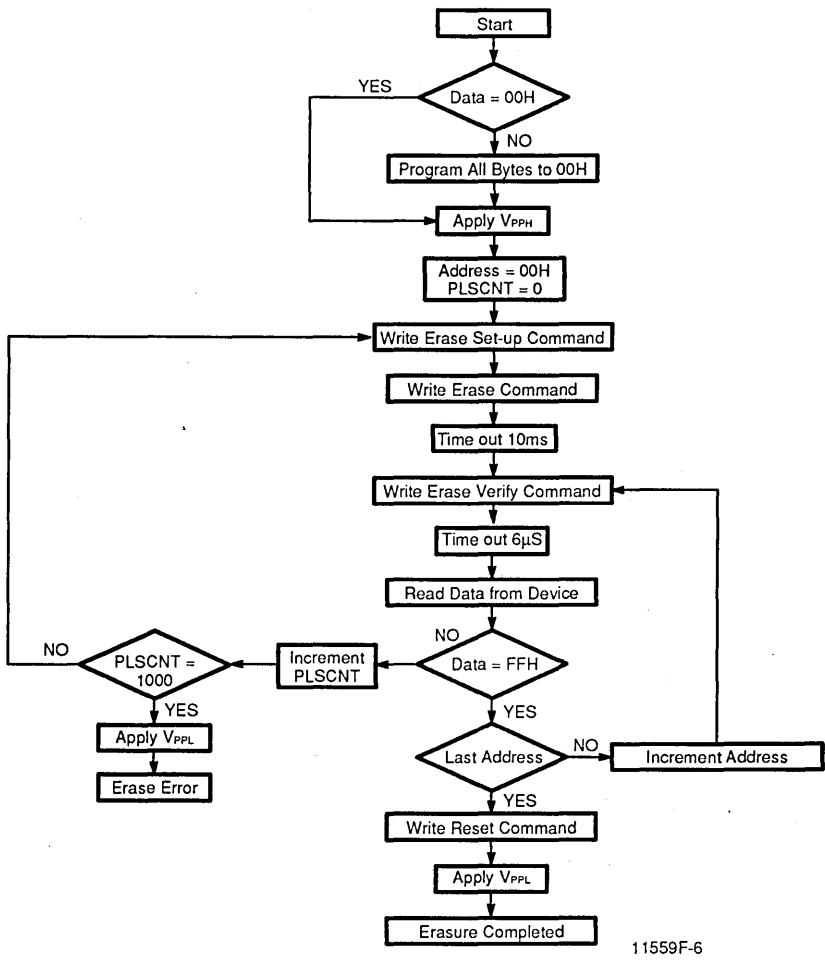 Start
YES
Data = 00H
NO
Program All Bytes to 00H
Apply VPPH
Address = 00H
PLSCNT = 0
Write Erase Set-up Command
Write Erase Command
Time out 10ms
Write Erase Verify Command
Time out 6µS
Read Data from Device
NO
Data = FFH
YES
Increment
PLSCNT
NO
PLSCNT =
1000
YES
Apply VPPL
Erase Error
Last Address
NO
Increment Address
YES
Write Reset Command
Apply VPPL
Erasure Completed
11559F-6